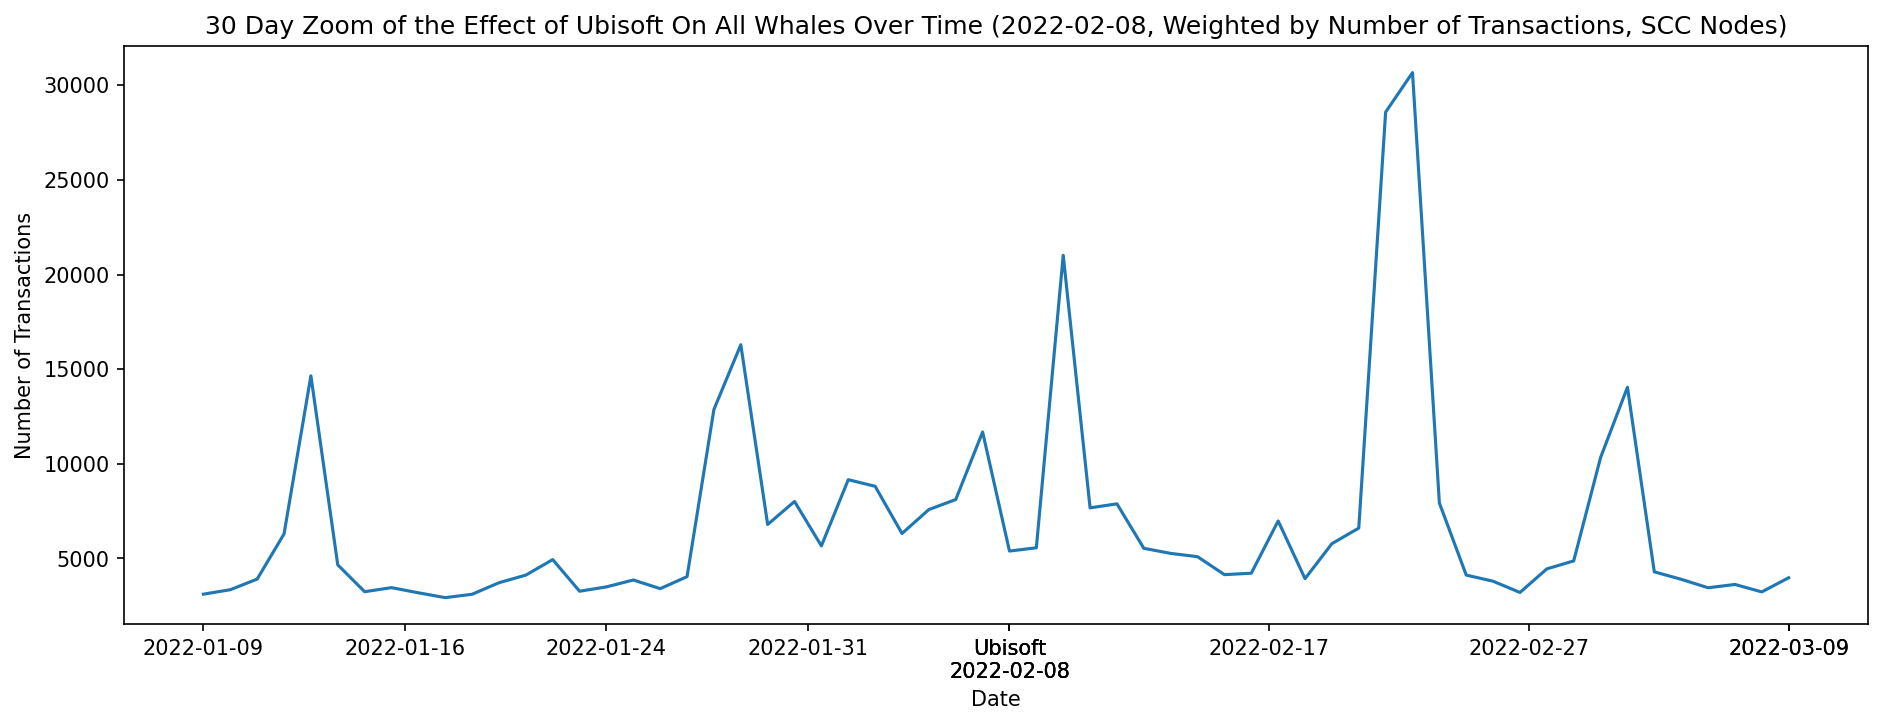 30 Day Zoom of the Effect of Ubisoft On All Whales Over Time (2022-02-08, Weighted by Number of Transactions, SCC Nodes)
Number of Transactions
30000
25000
20000
15000
10000
5000
2022-01-09 2022-01-16 2022-01-24 2022-01-31 Ubisoft 2022-02-17 2022-02-27 2022-03-09
2022-02-08
Date